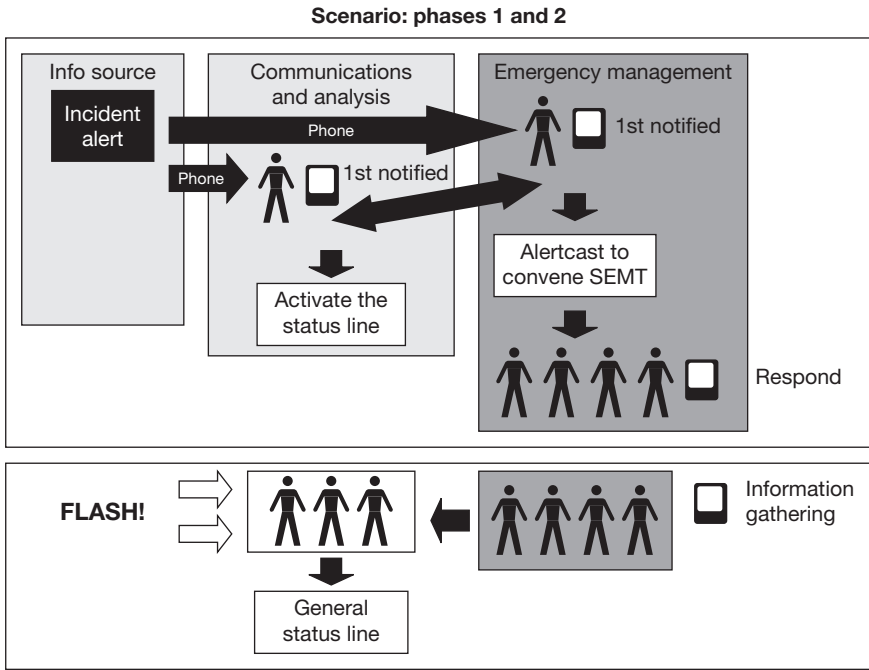 Scenario: phases 1 and 2
Info source
Incident
alert
Communications
and analysis
Emergency management
Phone
1st notified
Phone
1st notified
Alertcast to
convene SEMT
Activate the
status line
Respond
FLASH!
Information
gathering
General
status line